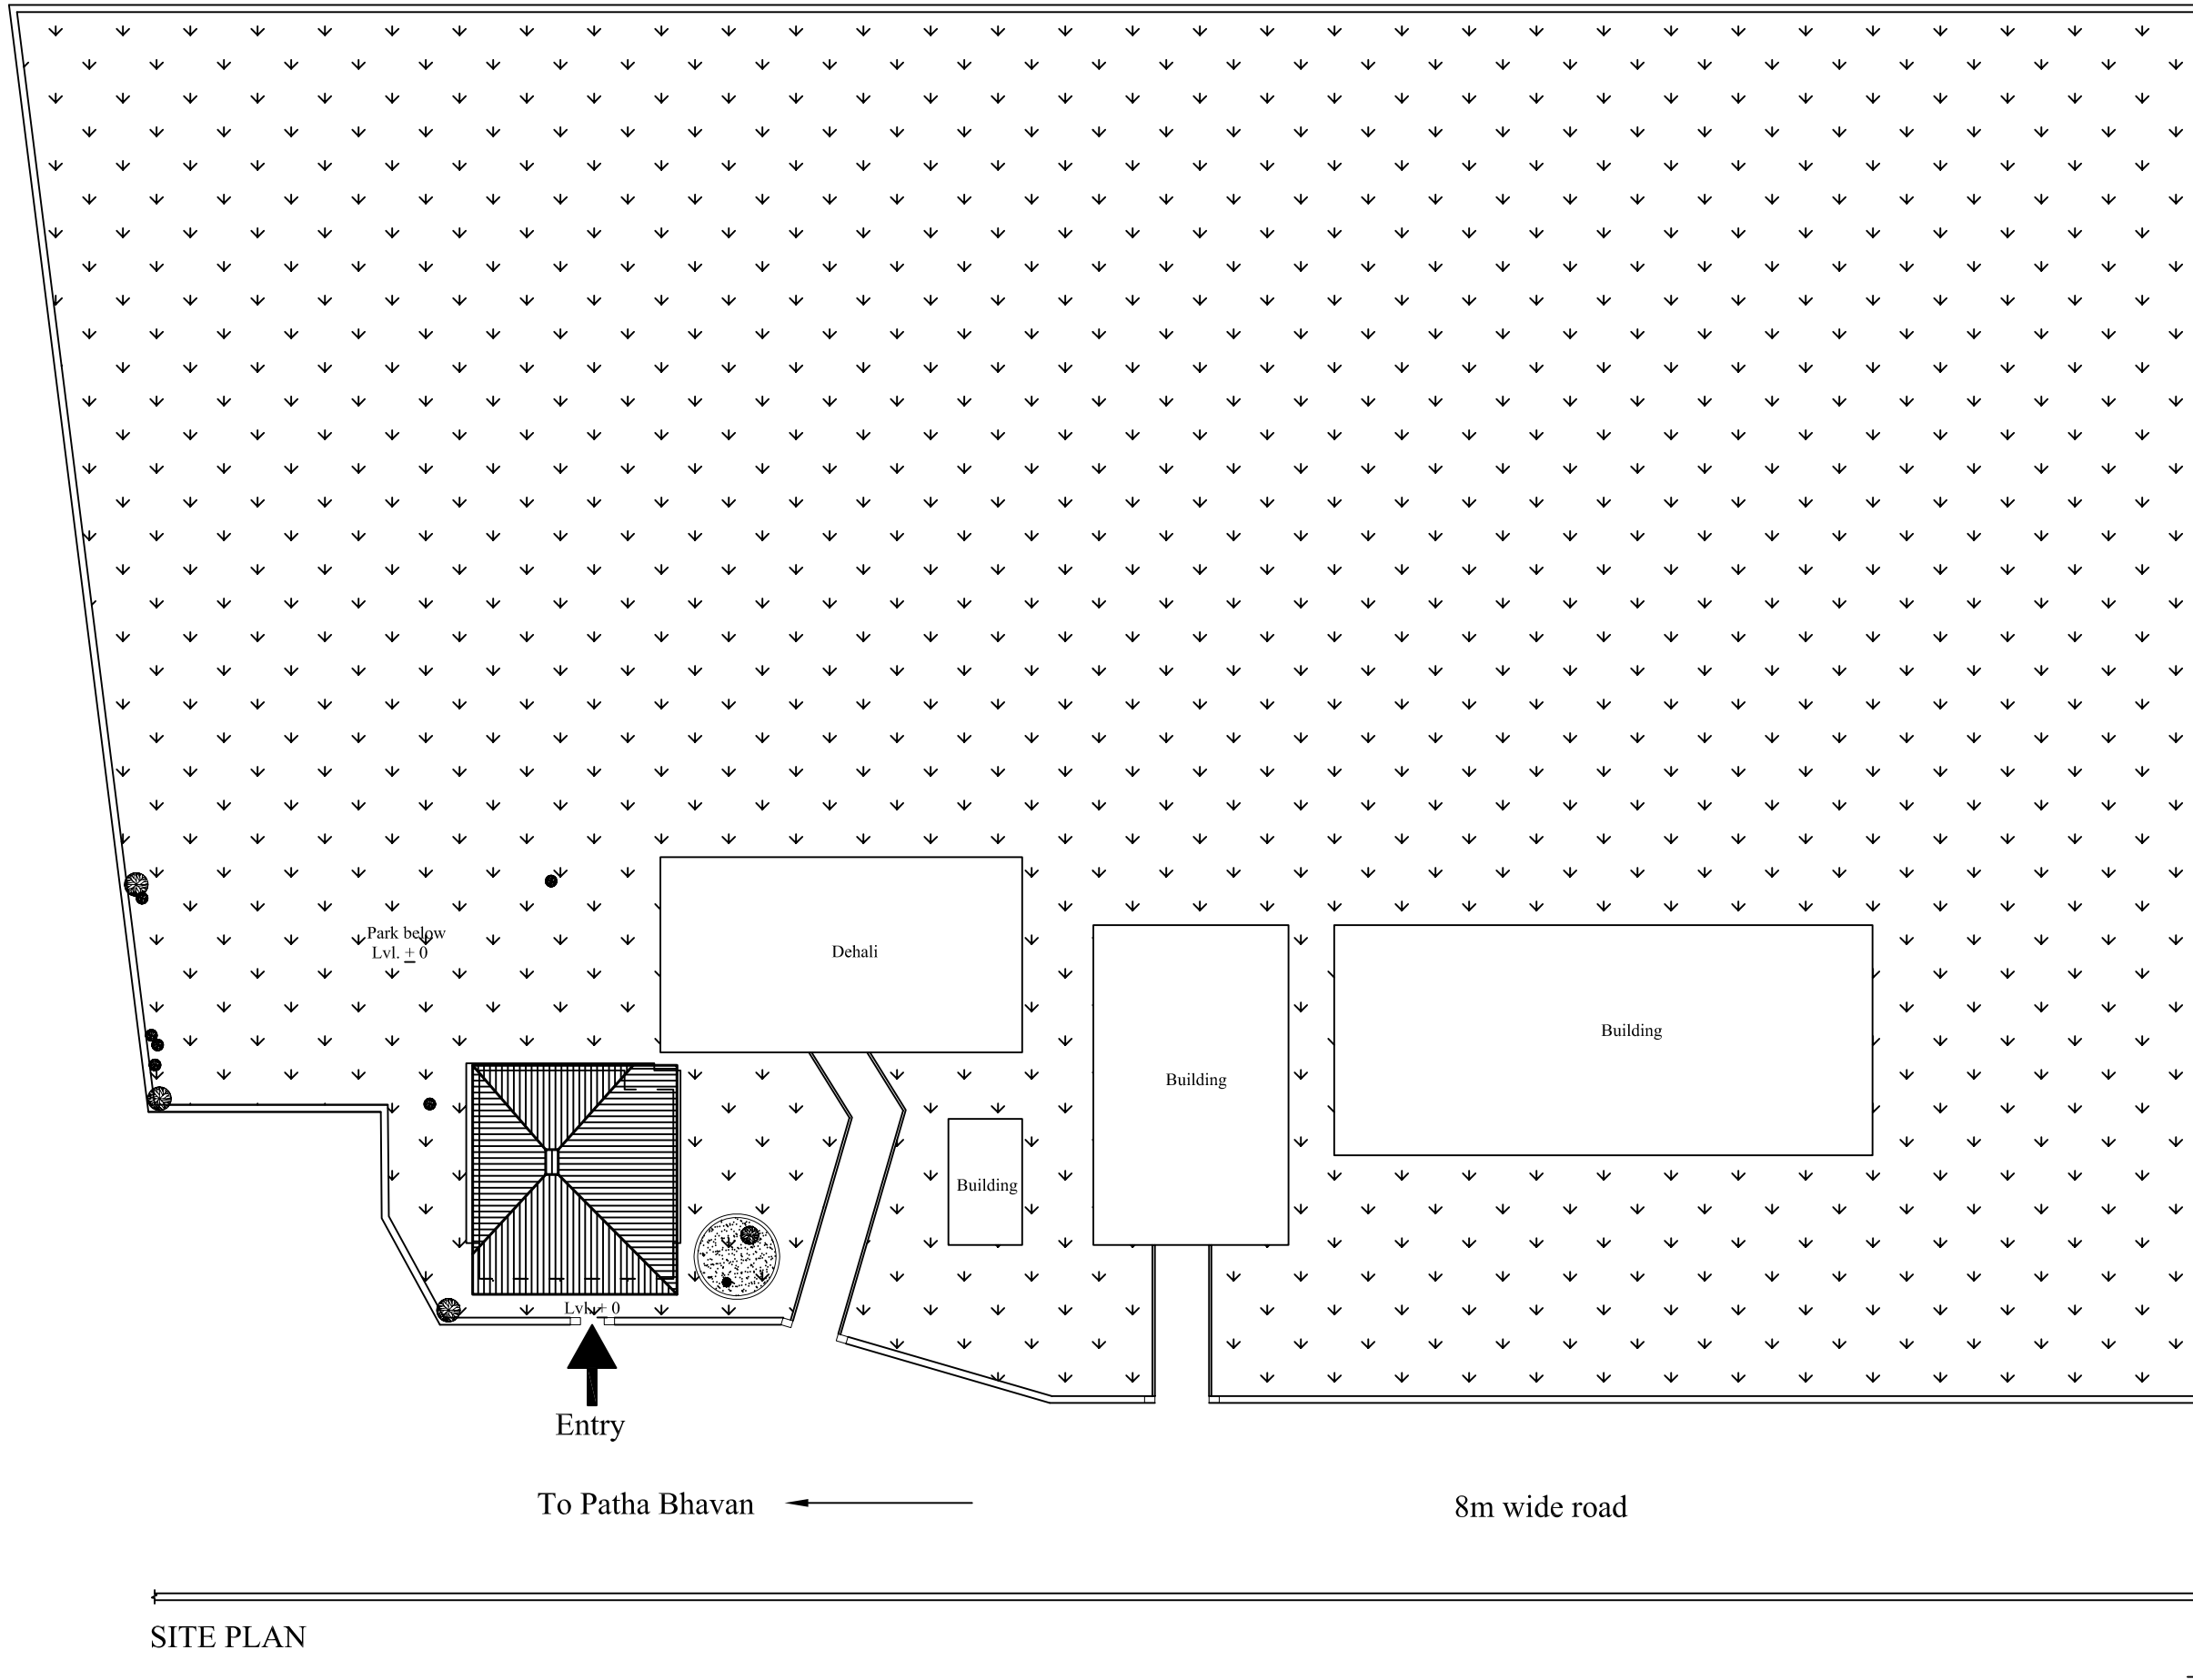 Park below
Lvl. ± 0
Dehali
Building
Building
Building
Lvl. ± 0
Entry
To Patha Bhavan
8m wide road
SITE PLAN